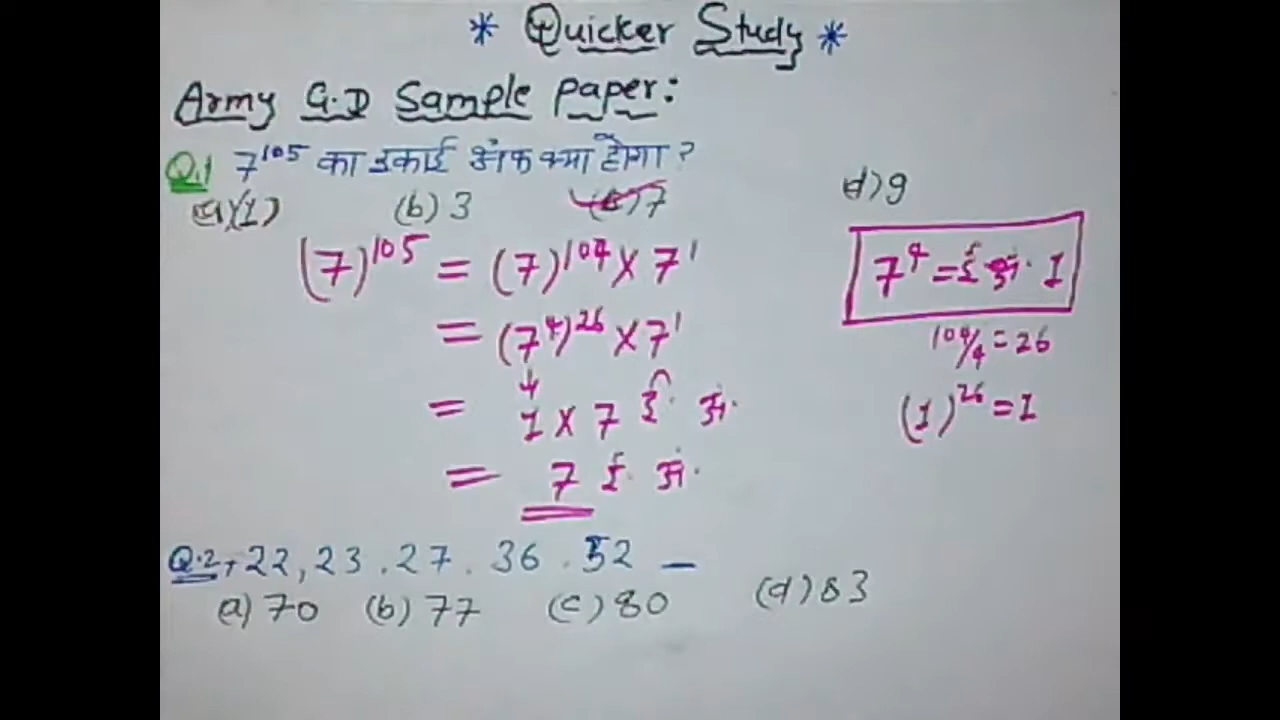 * Quicker Study *
Army G.D Sample paper:
Q.1 7^105 का इकाई अंक क्या होगा ?
(a)(1) (b) 3 (c) 7 d) 9
(7)^105 = (7)^104 × 7^1
7^4 = ई. अं. 1
= (7^4)^26 × 7^1
104/4 = 26
= 1 × 7 ई. अं.
(1)^26 = 1
= 7 ई. अं.
Q.2, 22, 23 . 27 . 36 . 52 _
(a) 70 (b) 77 (c) 80 (d) 83